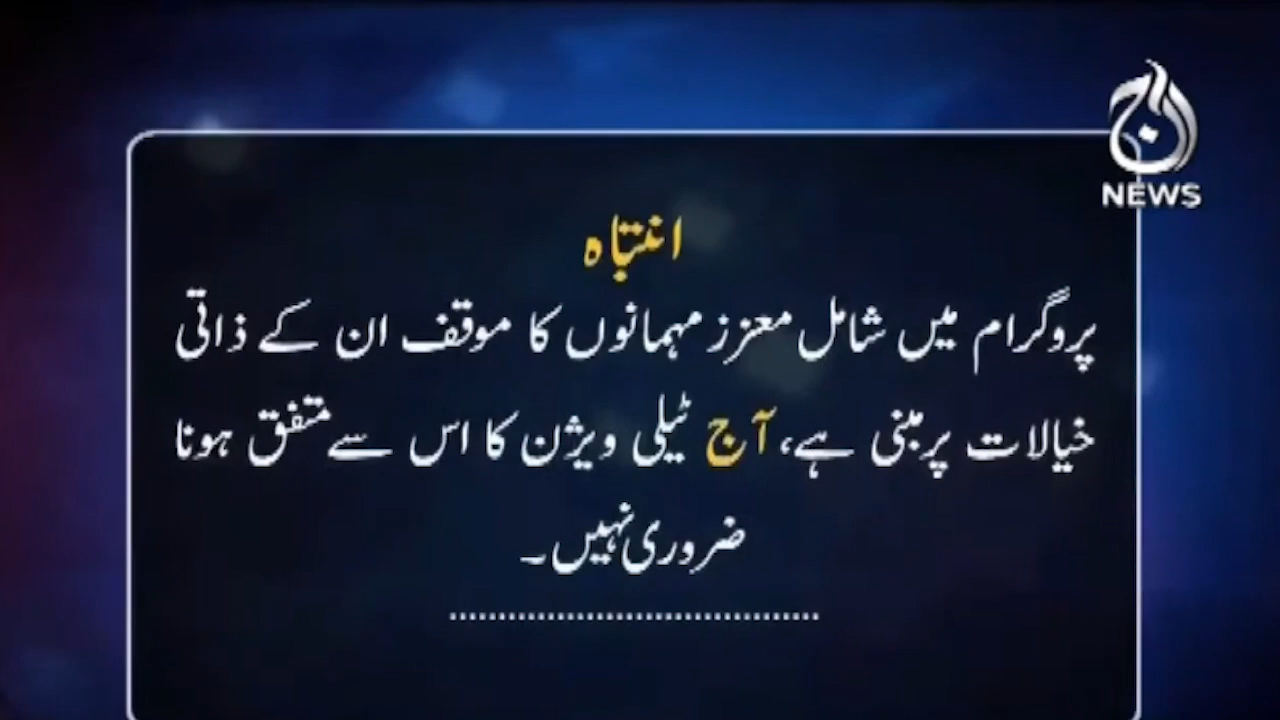 آج
NEWS
انتباہ
پروگرام میں شامل معزز مہمانوں کا موقف ان کے ذاتی
خیالات پر مبنی ہے، آج ٹیلی ویژن کا اس سے متفق ہونا
ضروری نہیں۔
......................................